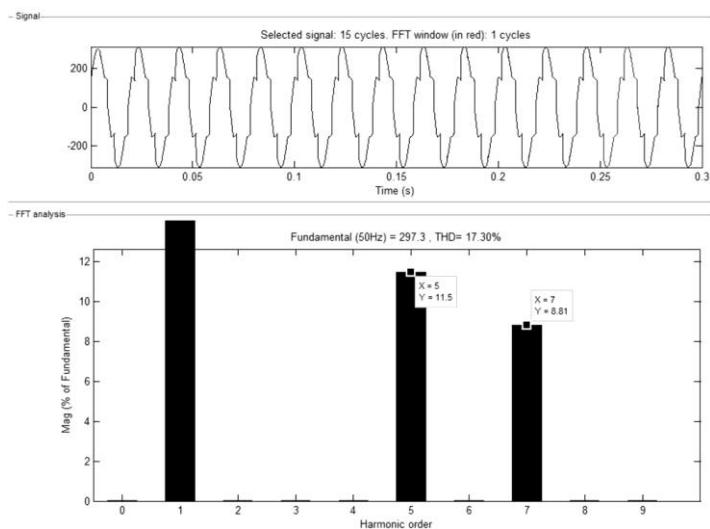 Signal
Selected signal: 15 cycles. FFT window (in red): 1 cycles
200
0
-200
0 0.05 0.1 0.15 0.2 0.25 0.3
Time (s)
FFT analysis
Fundamental (50Hz) = 297.3 , THD= 17.30%
12
10
8
6
4
2
0
Mag (% of Fundamental)
X = 5
Y = 11.5
X = 7
Y = 8.81
0 1 2 3 4 5 6 7 8 9
Harmonic order